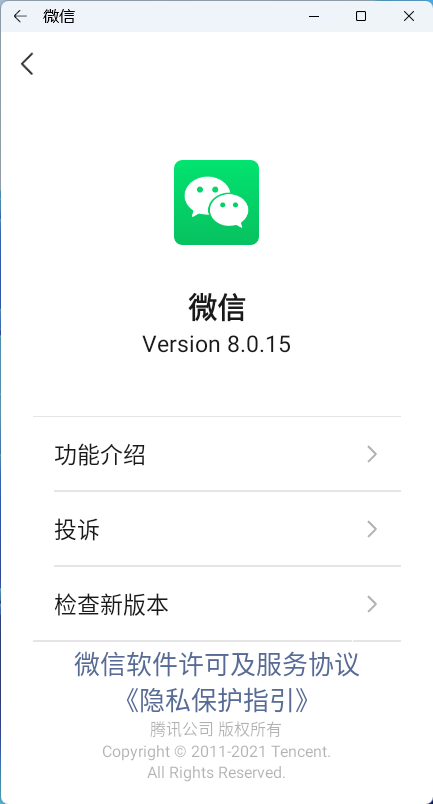 微信
微信
Version 8.0.15
功能介绍
投诉
检查新版本
微信软件许可及服务协议
《隐私保护指引》
腾讯公司 版权所有
Copyright © 2011-2021 Tencent.
All Rights Reserved.